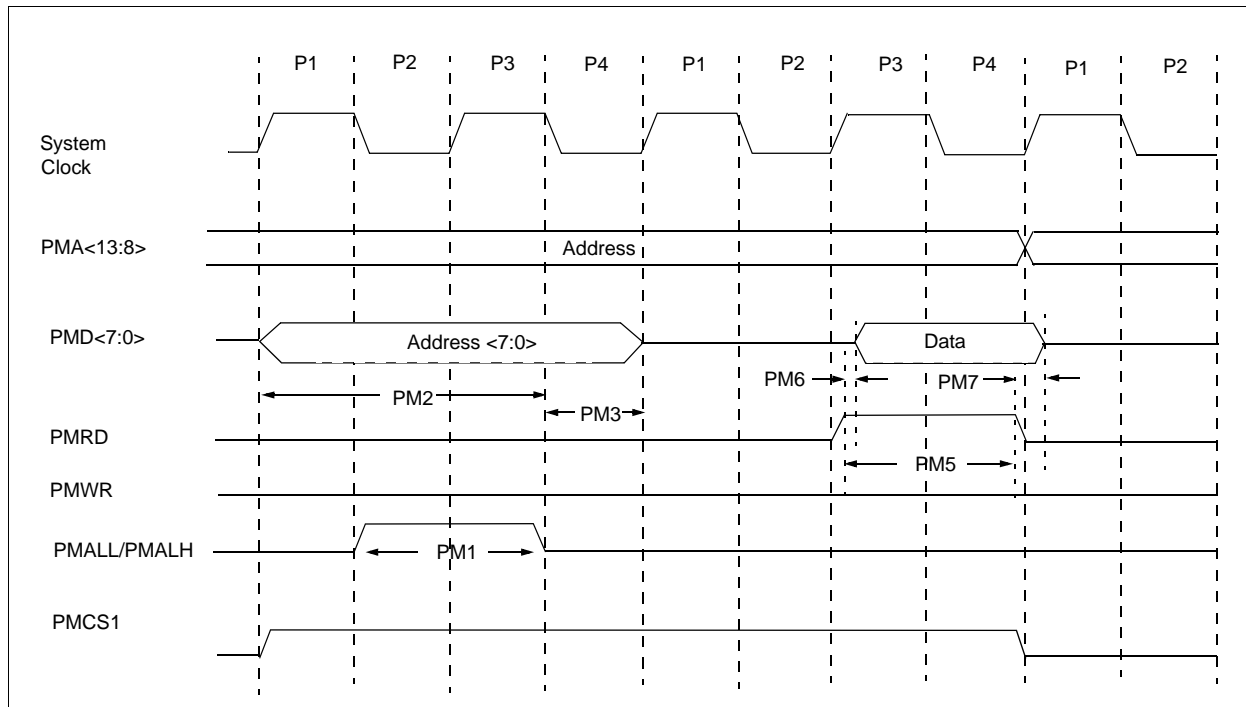 P1 P2 P3 P4 P1 P2 P3 P4 P1 P2
System
Clock
PMA<13:8>
Address
PMD<7:0>
Address <7:0>
Data
PM6
PM7
PM2
PM3
PMRD
PM5
PMWR
PMALL/PMALH
PM1
PMCS1